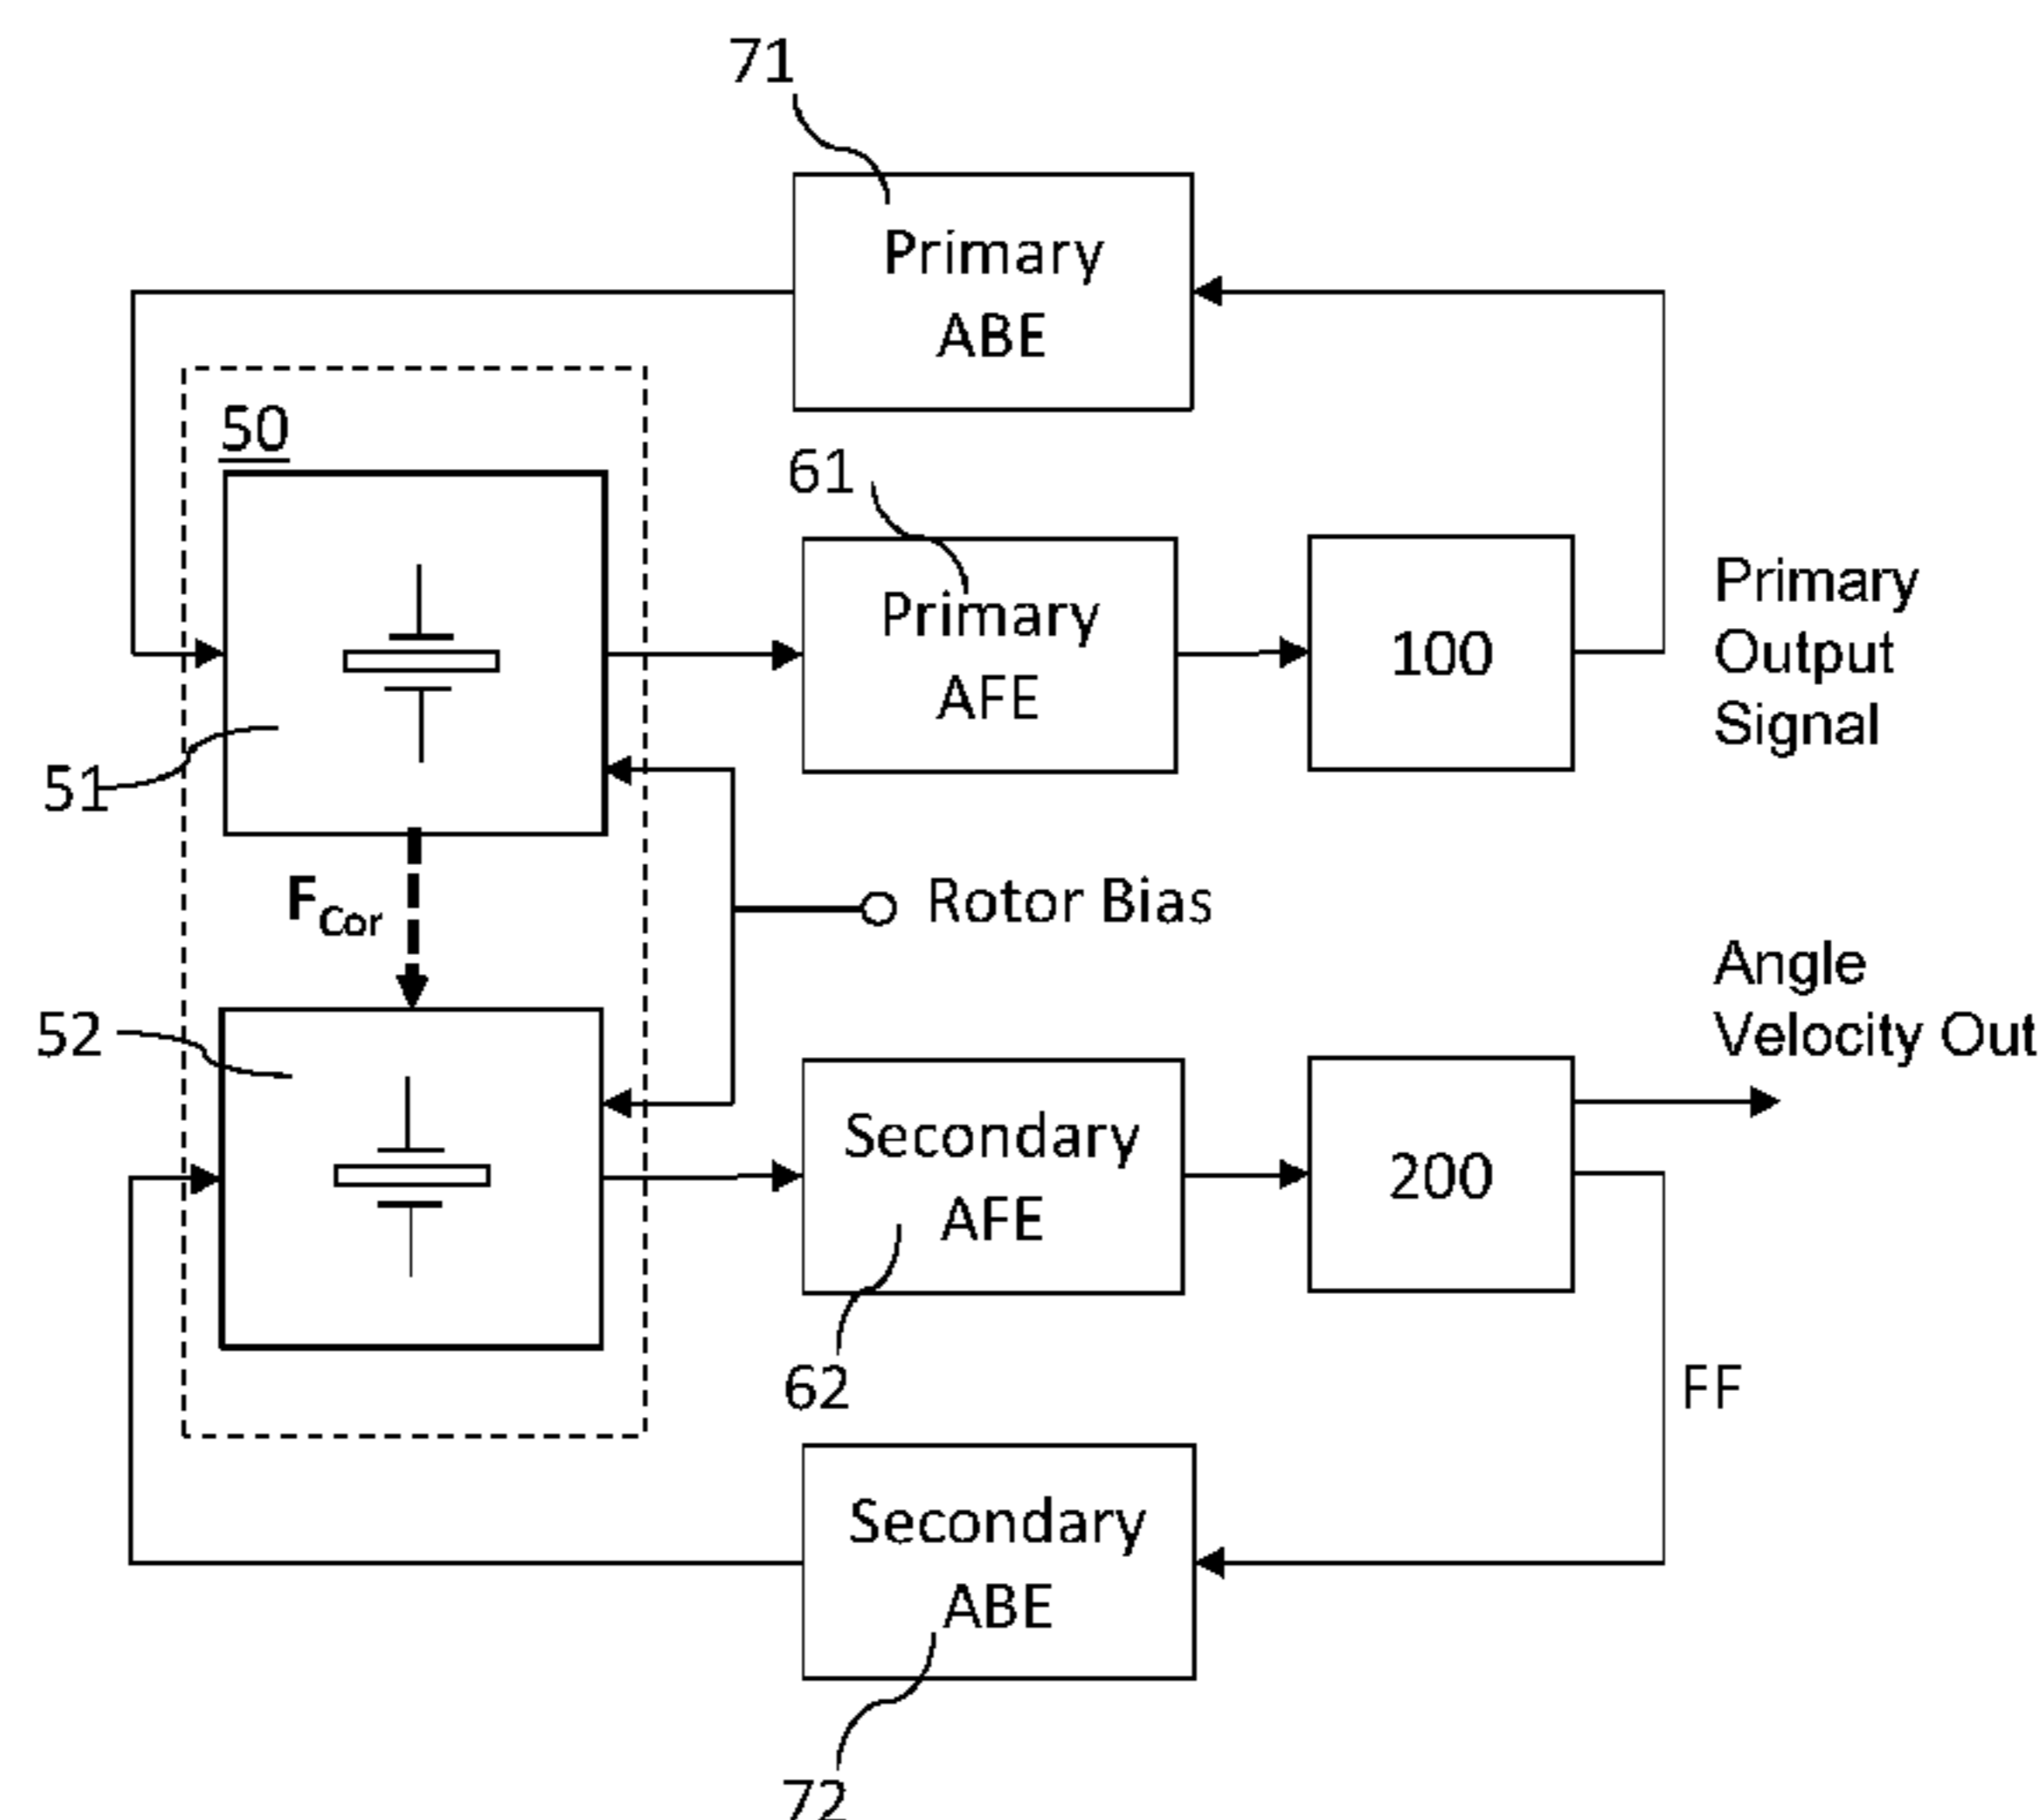 71
Primary
ABE
50
61
Primary
AFE
100
Primary
Output
Signal
51
F_Cor
Rotor Bias
Angle
Velocity Out
52
Secondary
AFE
200
62
FF
Secondary
ABE
72